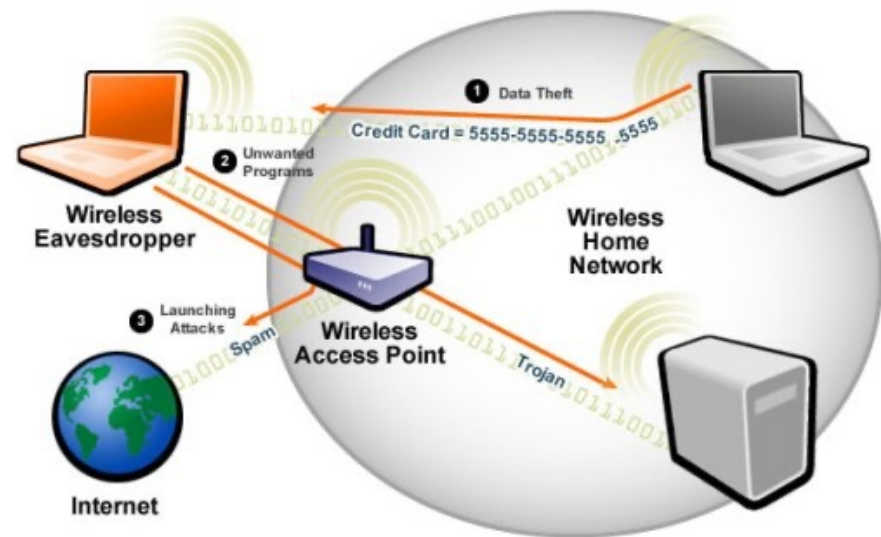 1 Data Theft
Credit Card = 5555-5555-5555 -5555
2 Unwanted
Programs
Wireless
Eavesdropper
Wireless
Home
Network
3 Launching
Attacks
Spam
Wireless
Access Point
Trojan
Internet